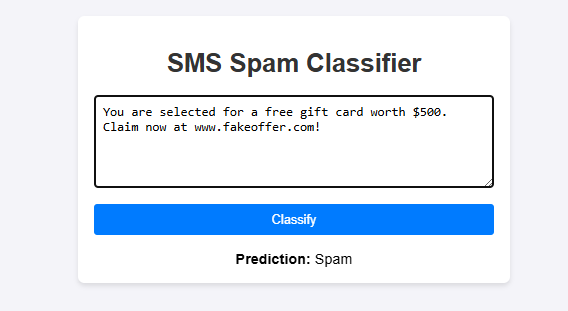 SMS Spam Classifier
You are selected for a free gift card worth $500.
Claim now at www.fakeoffer.com!
Classify
Prediction: Spam